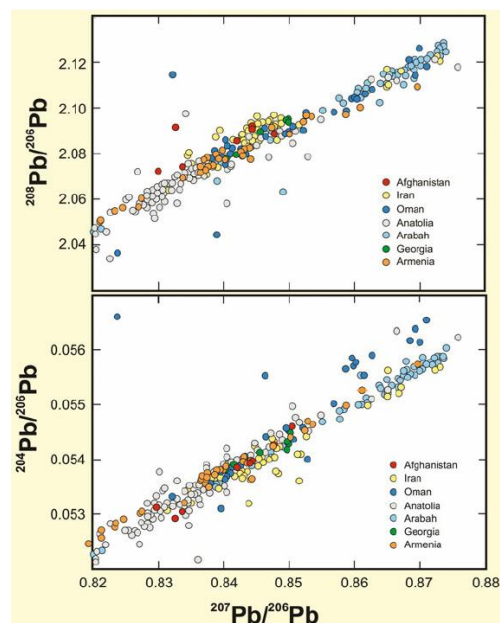 2.12
2.10
2.08
2.06
2.04
208Pb/206Pb
Afghanistan
Iran
Oman
Anatolia
Arabah
Georgia
Armenia
0.056
0.055
0.054
0.053
204Pb/206Pb
Afghanistan
Iran
Oman
Anatolia
Arabah
Georgia
Armenia
0.82 0.83 0.84 0.85 0.86 0.87 0.88
207Pb/206Pb